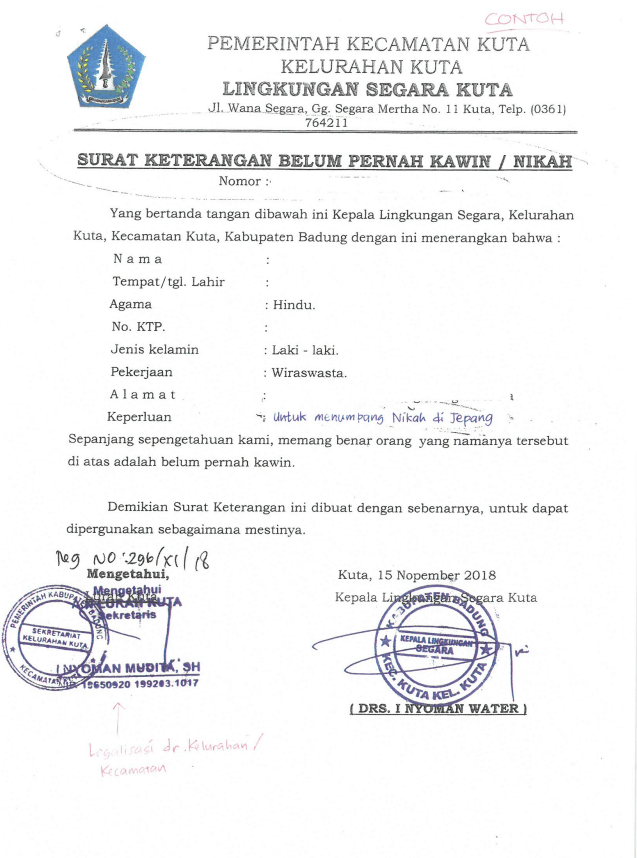 CONTOH
PEMERINTAH KECAMATAN KUTA
KELURAHAN KUTA
LINGKUNGAN SEGARA KUTA
Jl. Wana Segara, Gg. Segara Mertha No. 11 Kuta, Telp. (0361)
764211
SURAT KETERANGAN BELUM PERNAH KAWIN / NIKAH
Nomor :
Yang bertanda tangan dibawah ini Kepala Lingkungan Segara, Kelurahan
Kuta, Kecamatan Kuta, Kabupaten Badung dengan ini menerangkan bahwa :
N a m a :
Tempat/tgl. Lahir :
Agama : Hindu.
No. KTP. :
Jenis kelamin : Laki - laki.
Pekerjaan : Wiraswasta.
A l a m a t :
Keperluan : Untuk menumpang Nikah di Jepang
Sepanjang sepengetahuan kami, memang benar orang yang namanya tersebut
di atas adalah belum pernah kawin.
Demikian Surat Keterangan ini dibuat dengan sebenarnya, untuk dapat
dipergunakan sebagaimana mestinya.
Reg NO : 296/XI/18
Mengetahui,
Mengetahui
Lurah Kuta
KUTA
Sekretaris
PEMERINTAH KABUPATEN BADUNG
SEKRETARIAT
KELURAHAN KUTA
KECAMATAN KUTA
I NYOMAN MUDITA, SH
19650920 199203.1017
Kuta, 15 Nopember 2018
Kepala Lingkungan Segara Kuta
KABUPATEN BADUNG
KEPALA LINGKUNGAN
SEGARA
KEC. KUTA KEL. KUTA
( DRS. I NYOMAN WATER )
Legalisasi dr. Kelurahan /
Kecamatan